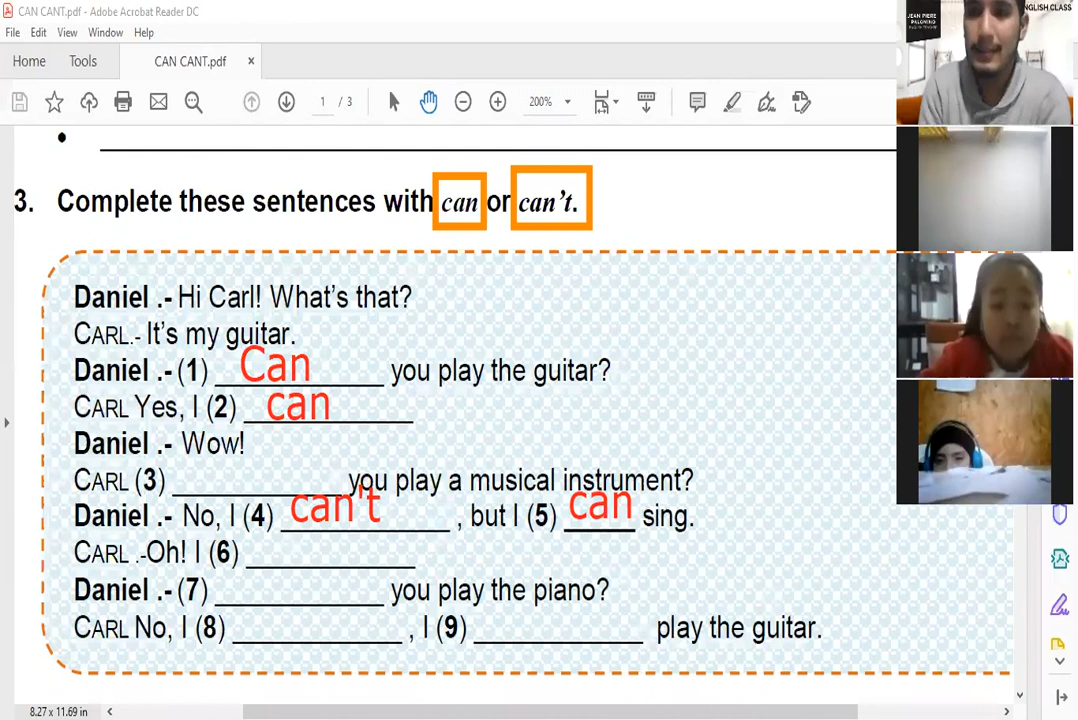 CAN CANT.pdf - Adobe Acrobat Reader DC
File Edit View Window Help
Home Tools CAN CANT.pdf ×
1 / 3 200%
3. Complete these sentences with can or can't.
Daniel .- Hi Carl! What's that?
CARL.- It's my guitar.
Daniel .- (1) Can you play the guitar?
CARL Yes, I (2) can
Daniel .- Wow!
CARL (3) you play a musical instrument?
Daniel .- No, I (4) can't , but I (5) can sing.
CARL .-Oh! I (6)
Daniel .- (7) you play the piano?
CARL No, I (8) , I (9) play the guitar.
8.27 x 11.69 in
JEAN PIERE
PALOMINO
ENGLISH CLASS